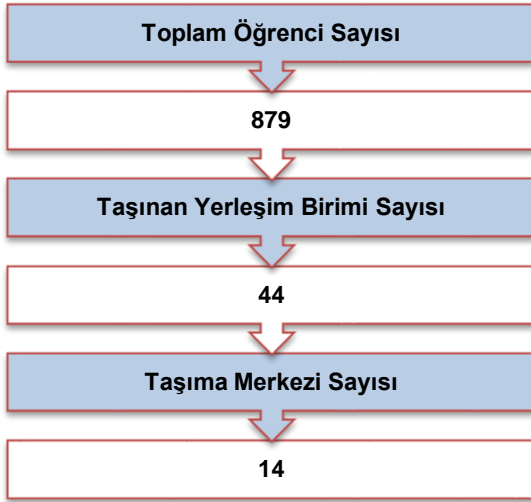 Toplam Öğrenci Sayısı
879
Taşınan Yerleşim Birimi Sayısı
44
Taşıma Merkezi Sayısı
14